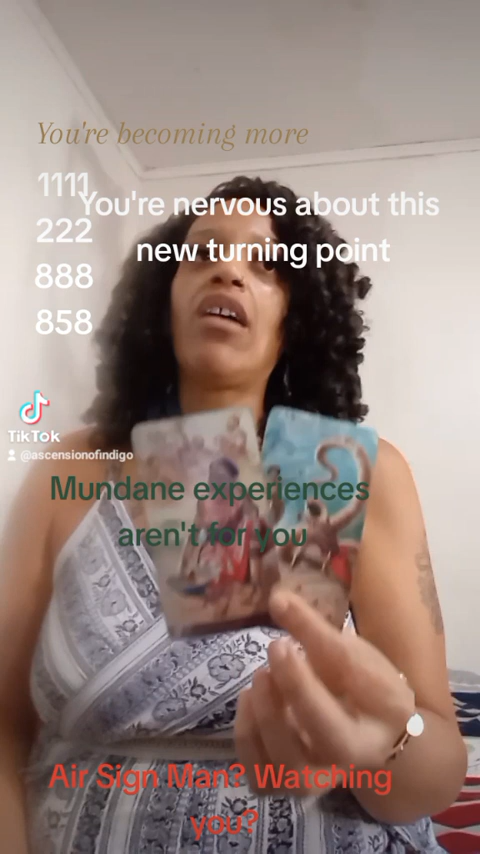 You're becoming more
1111
222
888
858
You're nervous about this
new turning point
TikTok
@ascensionofindigo
Mundane experiences
aren't for you
Air Sign Man? Watching
you?